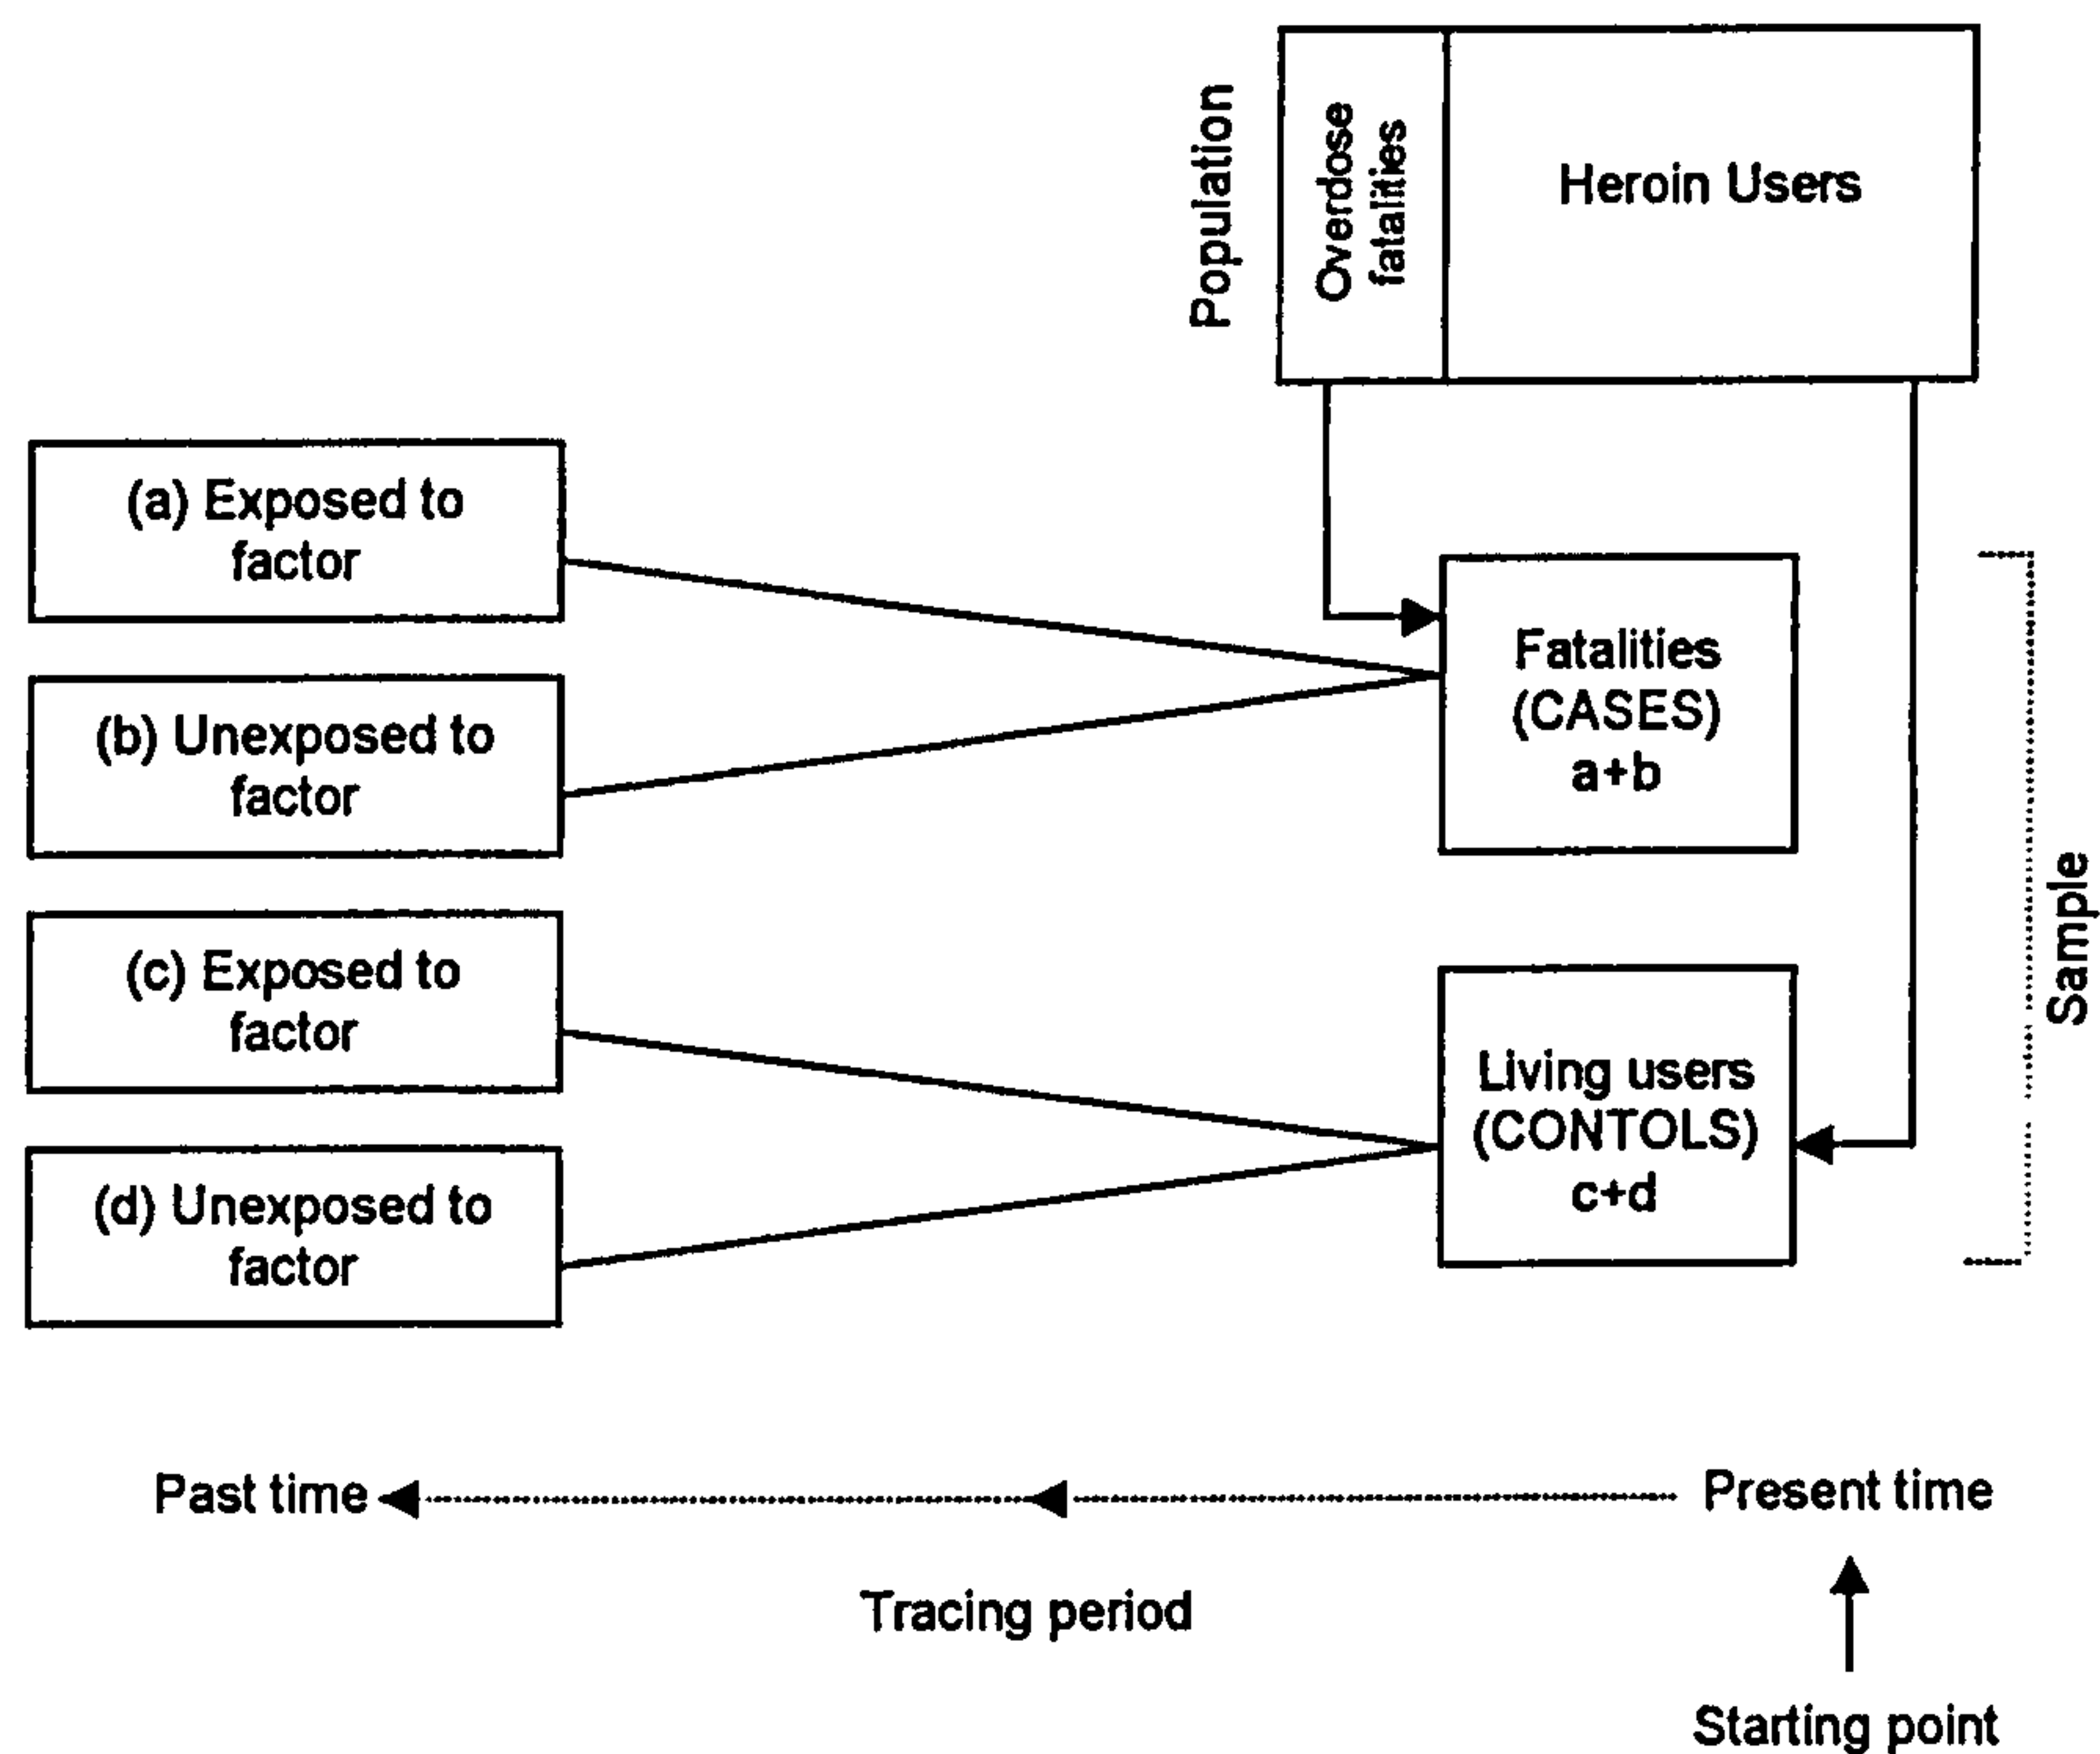 Population
Overdose
fatalities
Heroin Users
(a) Exposed to
factor
(b) Unexposed to
factor
Fatalities
(CASES)
a+b
(c) Exposed to
factor
(d) Unexposed to
factor
Living users
(CONTOLS)
c+d
Sample
Past time
Present time
Tracing period
Starting point